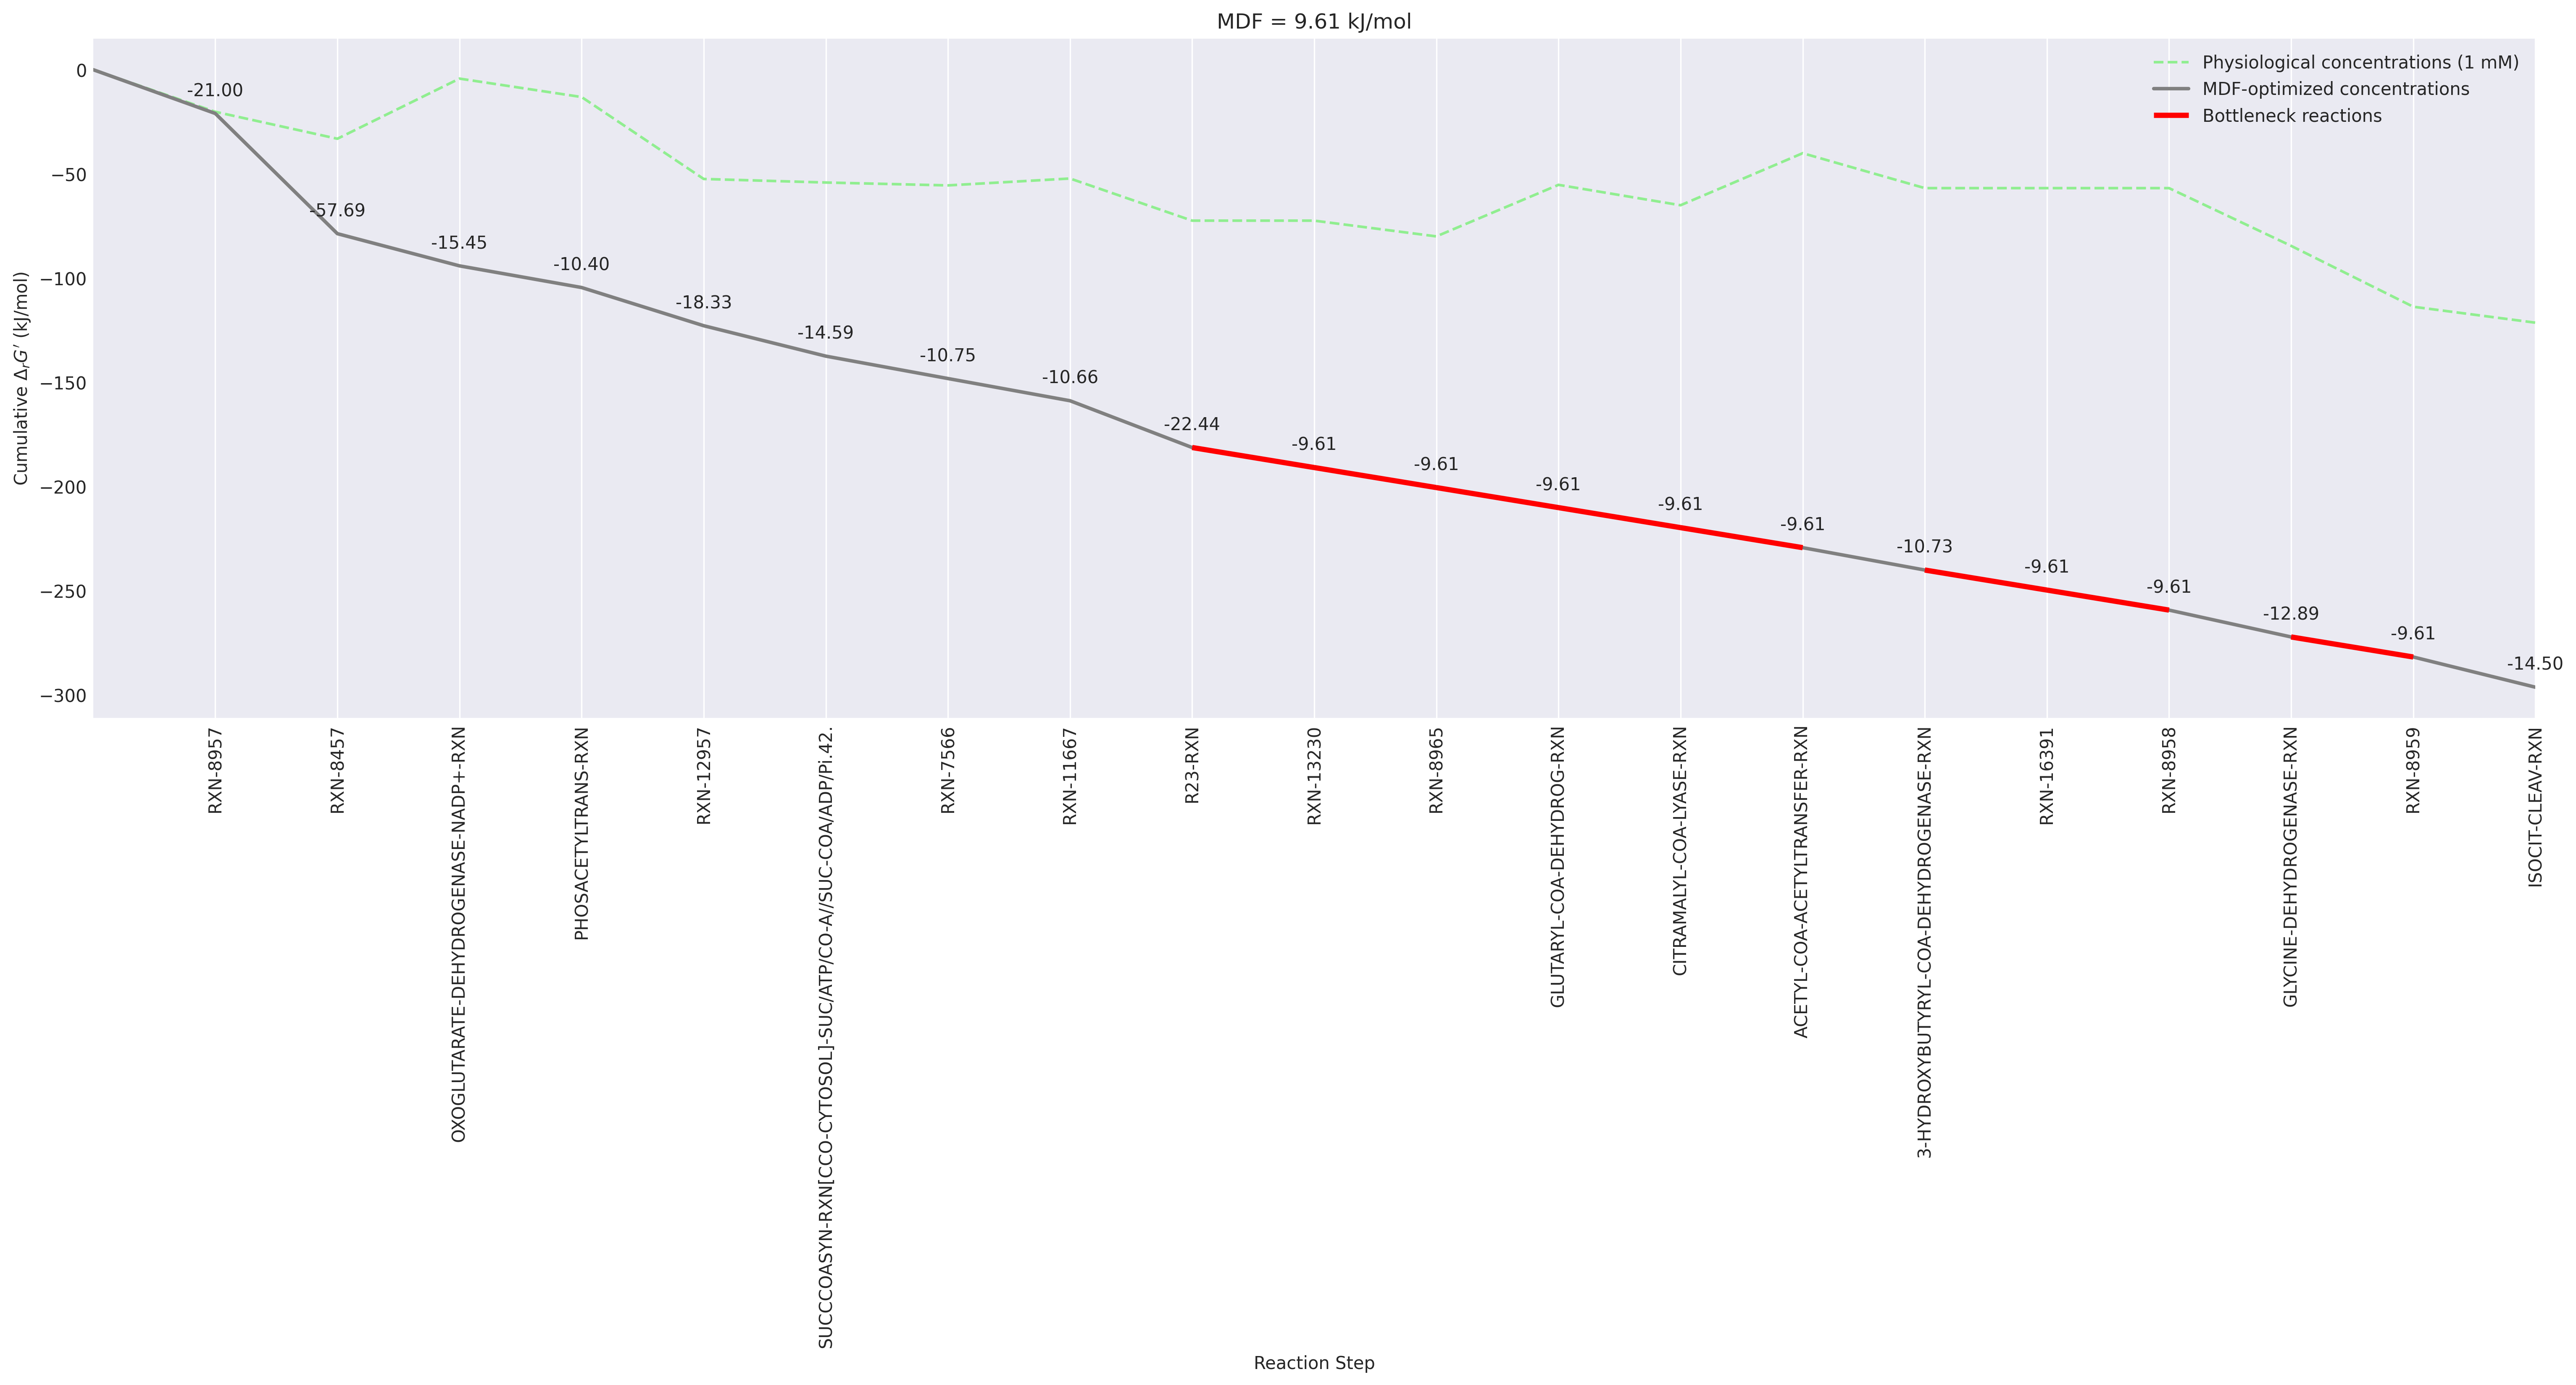 MDF = 9.61 kJ/mol
Physiological concentrations (1 mM)
MDF-optimized concentrations
Bottleneck reactions
Cumulative ΔrG′ (kJ/mol)
0
−50
−100
−150
−200
−250
−300
-21.00
-57.69
-15.45
-10.40
-18.33
-14.59
-10.75
-10.66
-22.44
-9.61
-9.61
-9.61
-9.61
-9.61
-10.73
-9.61
-9.61
-12.89
-9.61
-14.50
RXN-8957
RXN-8457
OXOGLUTARATE-DEHYDROGENASE-NADP+-RXN
PHOSACETYLTRANS-RXN
RXN-12957
SUCCCOASYN-RXN[CCO-CYTOSOL]-SUC/ATP/CO-A//SUC-COA/ADP/Pi.42.
RXN-7566
RXN-11667
R23-RXN
RXN-13230
RXN-8965
GLUTARYL-COA-DEHYDROG-RXN
CITRAMALYL-COA-LYASE-RXN
ACETYL-COA-ACETYLTRANSFER-RXN
3-HYDROXYBUTYRYL-COA-DEHYDROGENASE-RXN
RXN-16391
RXN-8958
GLYCINE-DEHYDROGENASE-RXN
RXN-8959
ISOCIT-CLEAV-RXN
Reaction Step